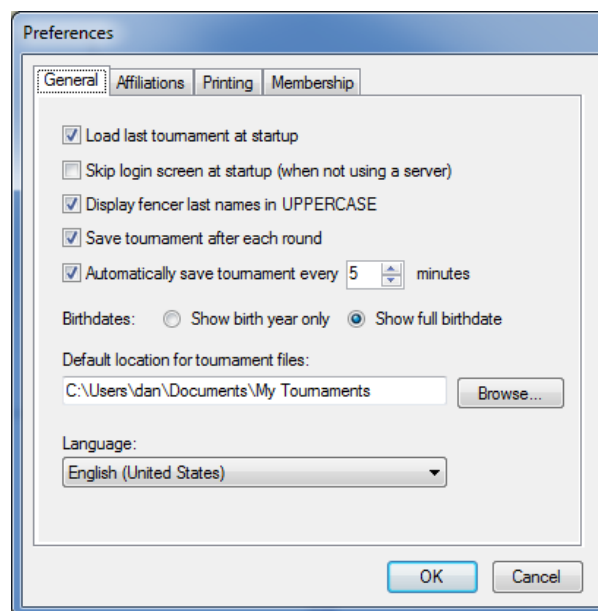 Preferences
General Affiliations Printing Membership
Load last tournament at startup
Skip login screen at startup (when not using a server)
Display fencer last names in UPPERCASE
Save tournament after each round
Automatically save tournament every 5 minutes
Birthdates: Show birth year only Show full birthdate
Default location for tournament files:
C:\Users\dan\Documents\My Tournaments Browse...
Language:
English (United States)
OK Cancel